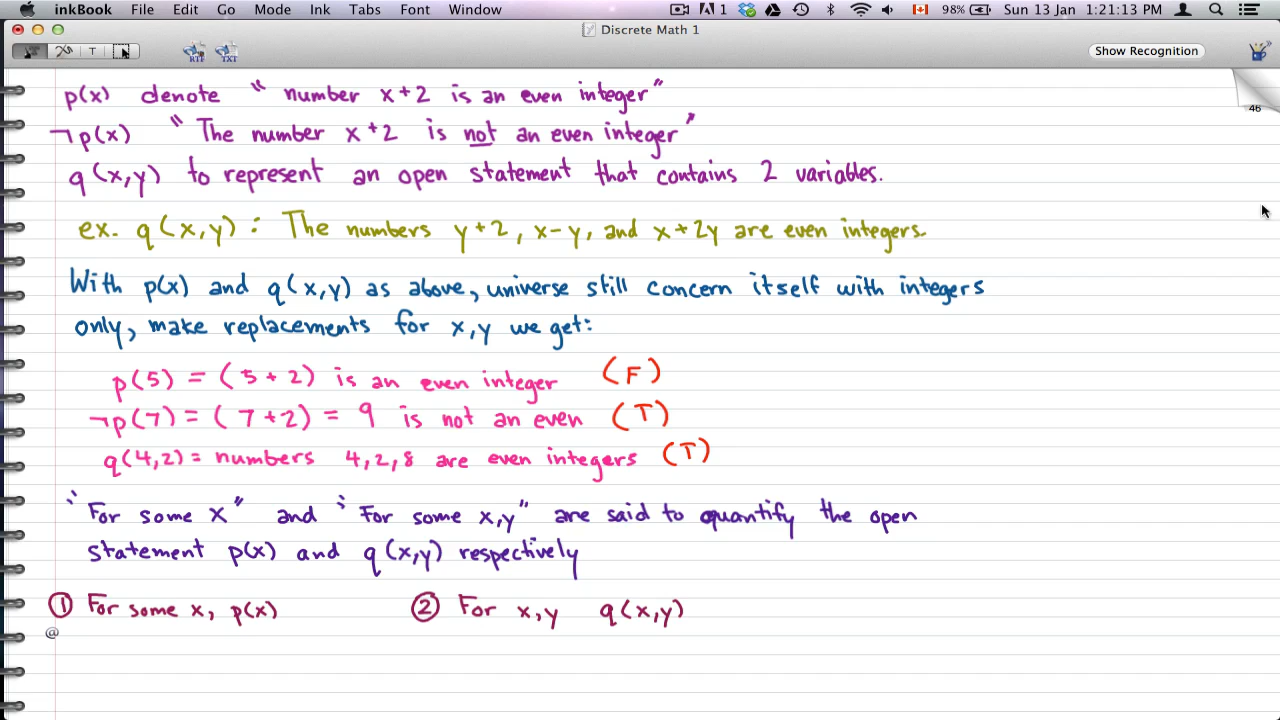 inkBook File Edit Go Mode Ink Tabs Font Window 1 98% Sun 13 Jan 1:21:13 PM
Discrete Math 1
T RTF TXT Show Recognition
46
p(x) denote “ number x+2 is an even integer”
¬p(x) “The number x+2 is not an even integer”
q(x,y) to represent an open statement that contains 2 variables.
ex. q(x,y): The numbers y+2, x-y, and x+2y are even integers.
With p(x) and q(x,y) as above, universe still concern itself with integers
only, make replacements for x,y we get:
p(5) = (5+2) is an even integer (F)
¬p(7) = (7+2) = 9 is not an even (T)
q(4,2) = numbers 4,2,8 are even integers (T)
“For some x” and “For some x,y” are said to quantify the open
statement p(x) and q(x,y) respectively
① For some x, p(x) ② For x,y q(x,y)
@